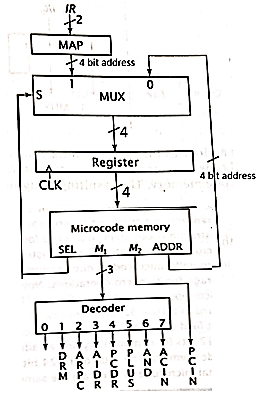 IR
2
MAP
4 bit address
1 0
S MUX
4
Register
CLK
4
4 bit address
Microcode memory
SEL M1 M2 ADDR
3
Decoder
0 1 2 3 4 5 6 7
DRM ARPC AIDR PCDR PLUS AND ACIN PCIN